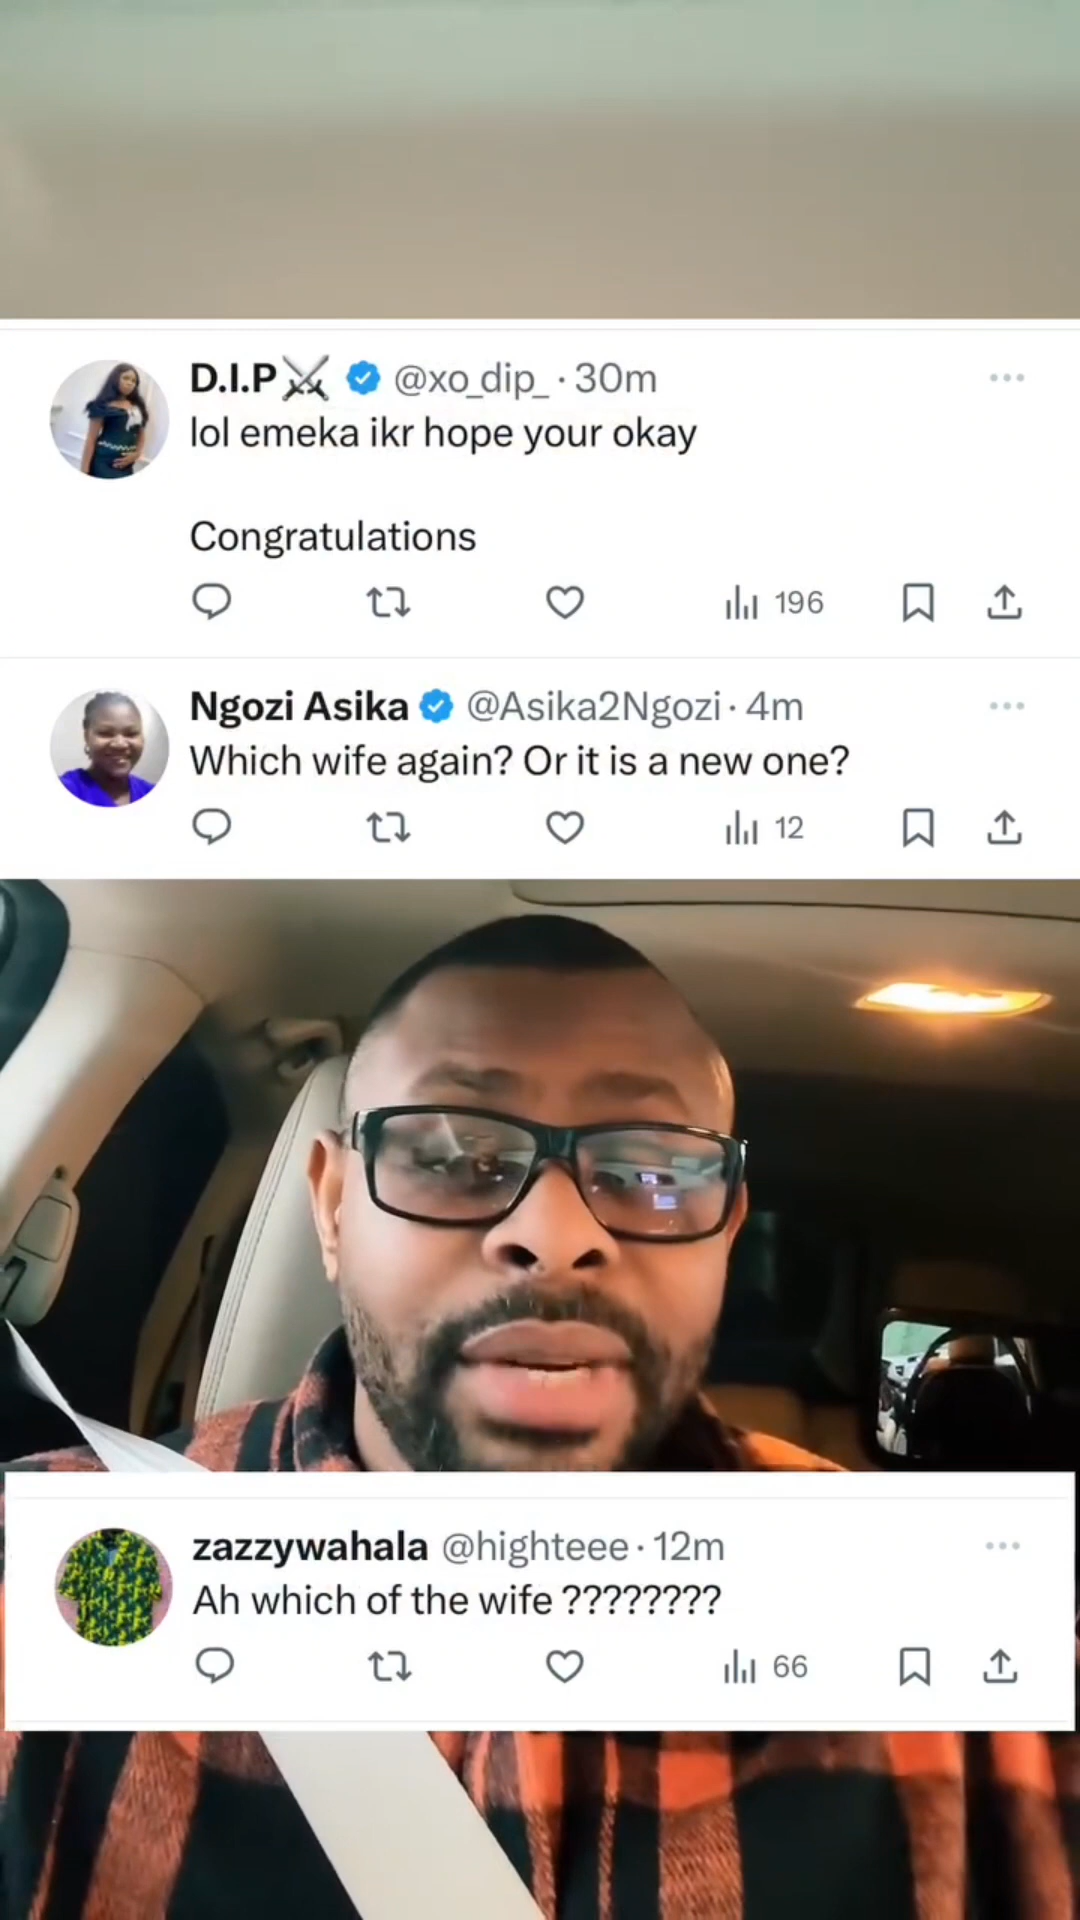 D.I.P⚔️ @xo_dip_ · 30m
lol emeka ikr hope your okay
Congratulations
196
Ngozi Asika @Asika2Ngozi · 4m
Which wife again? Or it is a new one?
12
zazzywahala @highteee · 12m
Ah which of the wife ????????
66